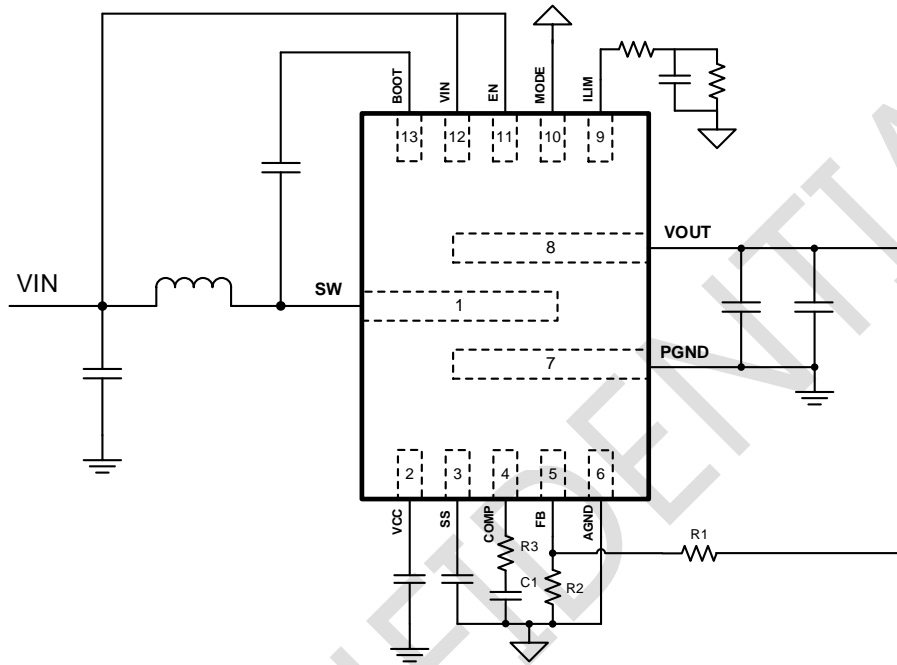 BOOT
VIN
EN
MODE
ILIM
13
12
11
10
9
8
VOUT
VIN
SW
1
7
PGND
2
3
4
5
6
VCC
SS
COMP
FB
AGND
R3
C1
R2
R1